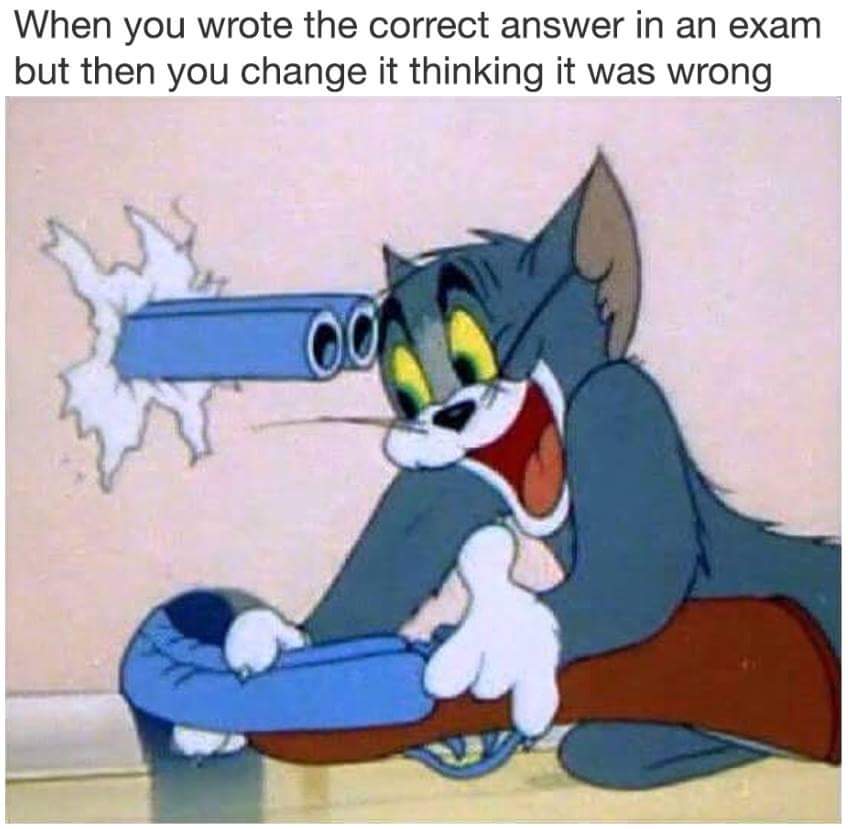 When you wrote the correct answer in an exam
but then you change it thinking it was wrong